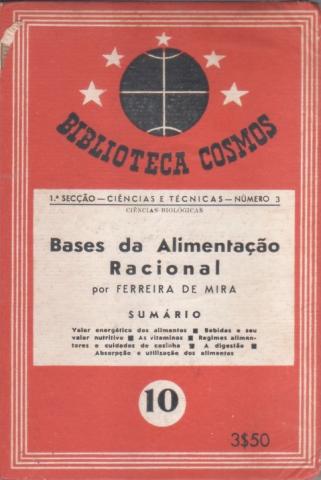 BIBLIOTECA COSMOS
1.ª SECÇÃO — CIÊNCIAS E TÉCNICAS — NÚMERO 3
CIÊNCIAS BIOLÓGICAS
Bases da Alimentação
Racional
por FERREIRA DE MIRA
SUMÁRIO
Valor energético dos alimentos ■ Bebidas e seu
valor nutritivo ■ As vitaminas ■ Regimes alimen-
tares e cuidados de cozinha ■ A digestão ■
Absorpção e utilização dos alimentos
10
3$50